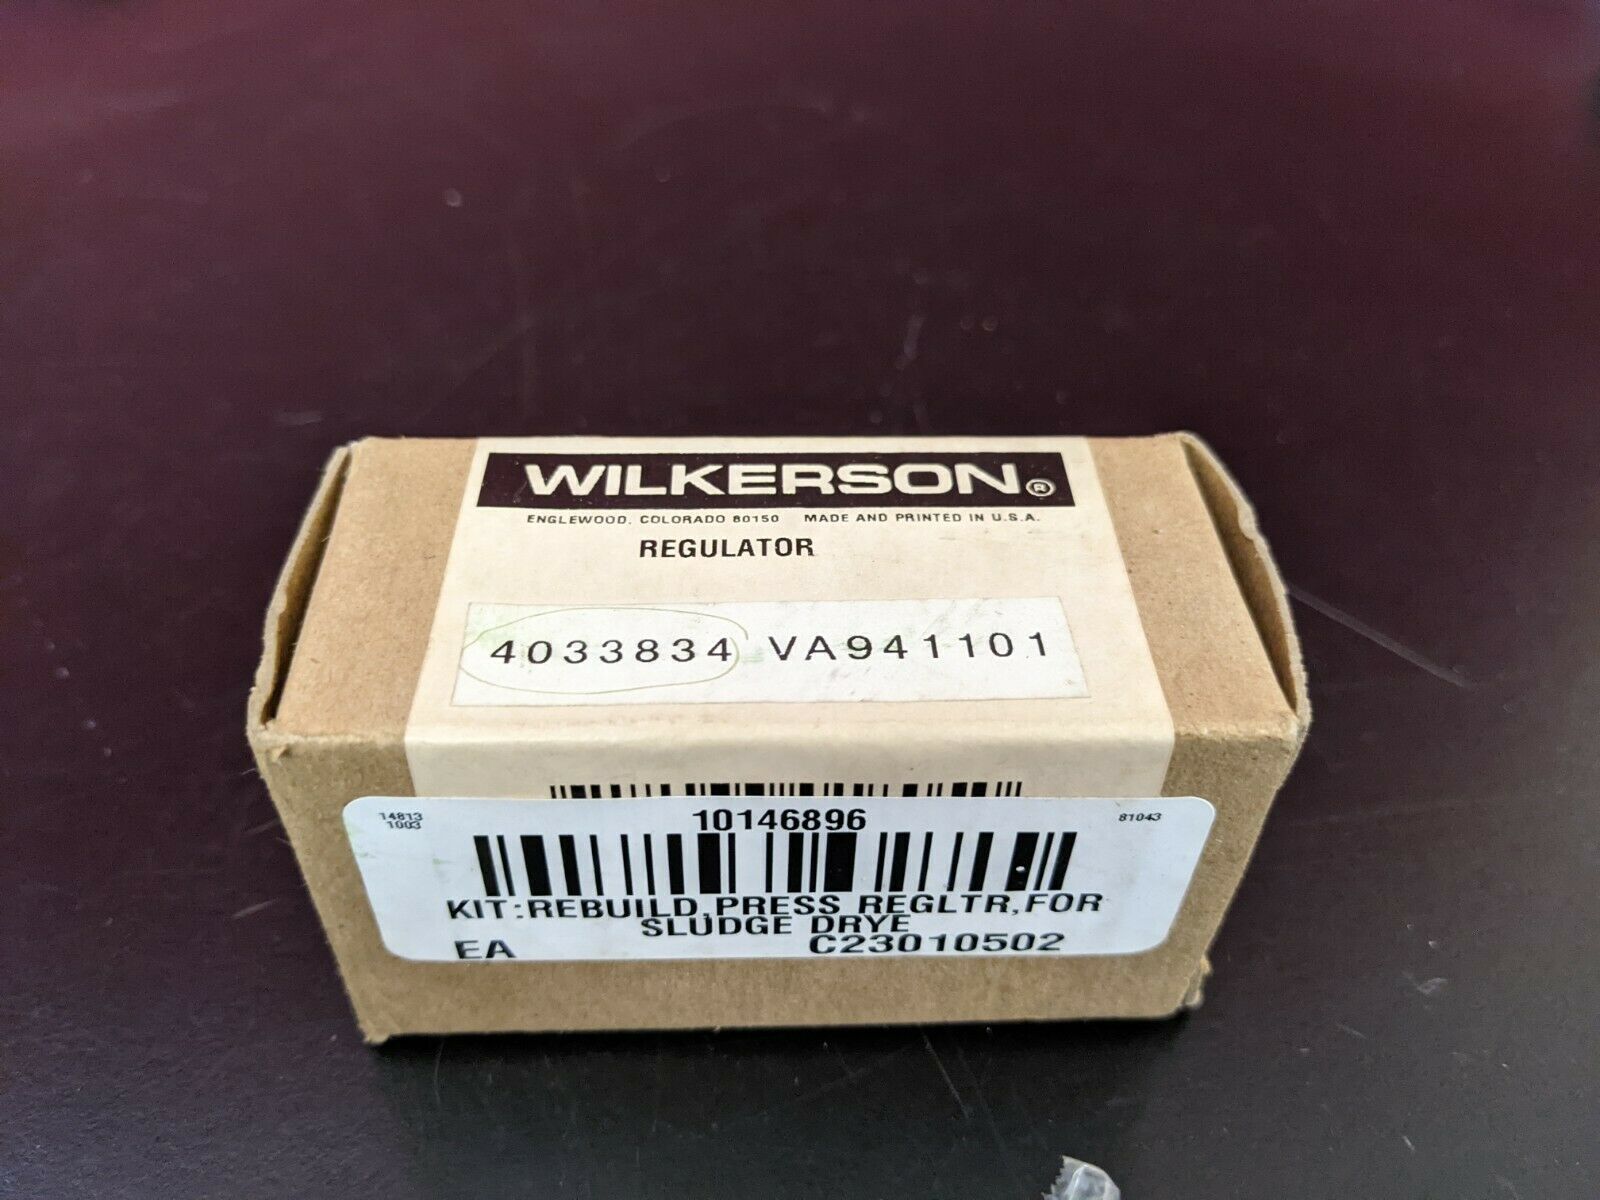 WILKERSON®
ENGLEWOOD, COLORADO 80150 MADE AND PRINTED IN U.S.A.
REGULATOR
4033834 VA941101
14813 10146896 81043
1003
KIT:REBUILD,PRESS REGLTR,FOR
SLUDGE DRYE
EA C23010502